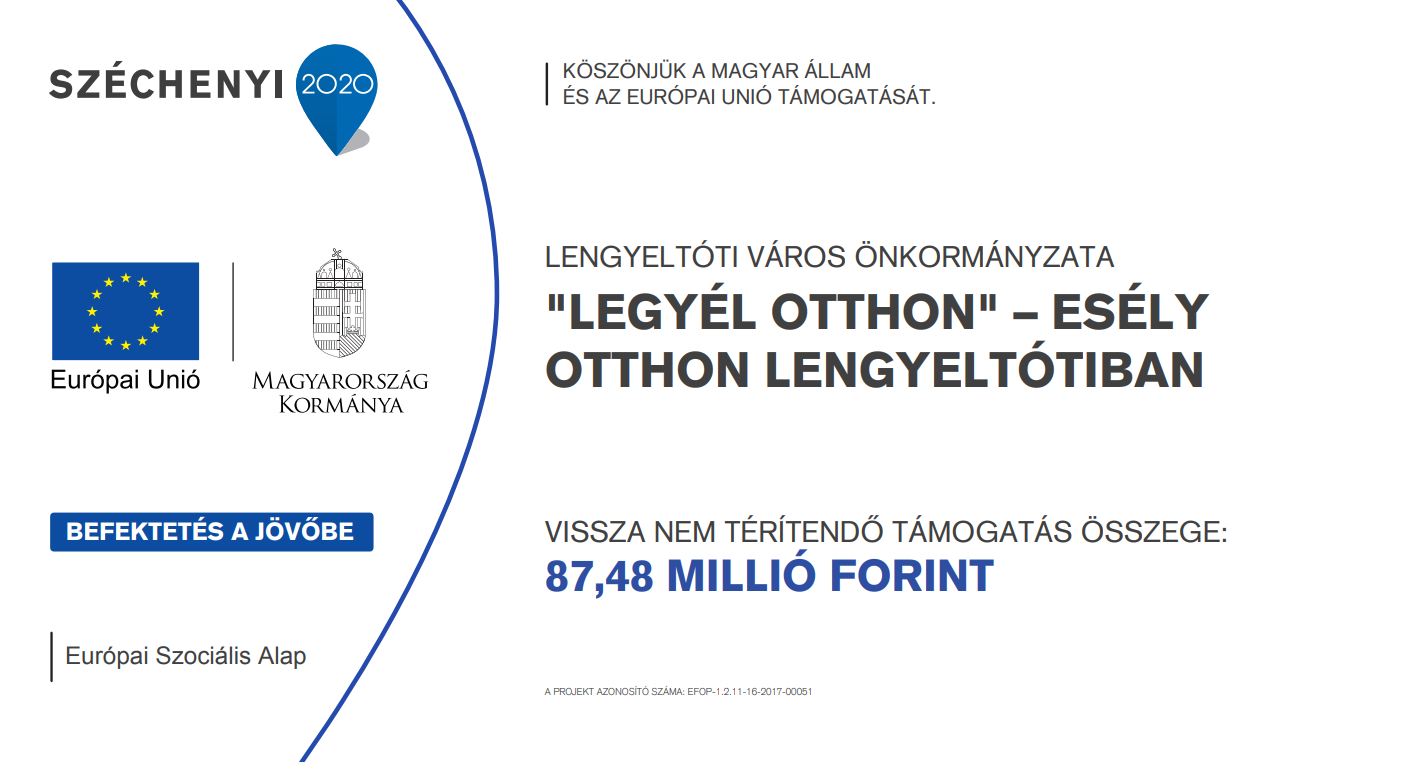 SZÉCHENYI 2020
KÖSZÖNJÜK A MAGYAR ÁLLAM
ÉS AZ EURÓPAI UNIÓ TÁMOGATÁSÁT.
Európai Unió
MAGYARORSZÁG
KORMÁNYA
LENGYELTÓTI VÁROS ÖNKORMÁNYZATA
"LEGYÉL OTTHON" – ESÉLY
OTTHON LENGYELTÓTIBAN
BEFEKTETÉS A JÖVŐBE
VISSZA NEM TÉRÍTENDŐ TÁMOGATÁS ÖSSZEGE:
87,48 MILLIÓ FORINT
Európai Szociális Alap
A PROJEKT AZONOSÍTÓ SZÁMA: EFOP-1.2.11-16-2017-00051